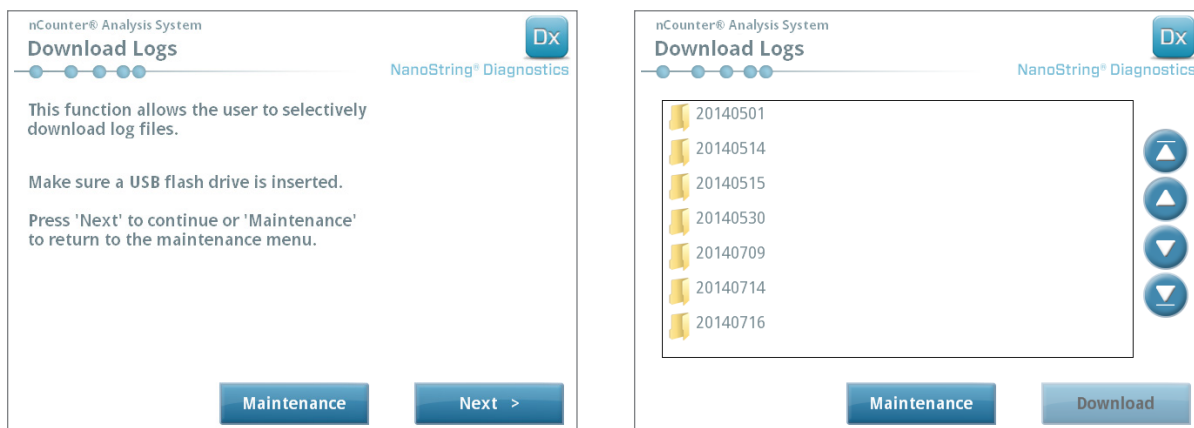 nCounter® Analysis System
Download Logs
Dx
NanoString® Diagnostics
This function allows the user to selectively
download log files.
Make sure a USB flash drive is inserted.
Press 'Next' to continue or 'Maintenance'
to return to the maintenance menu.
Maintenance
Next >
nCounter® Analysis System
Download Logs
Dx
NanoString® Diagnostics
20140501
20140514
20140515
20140530
20140709
20140714
20140716
Maintenance
Download